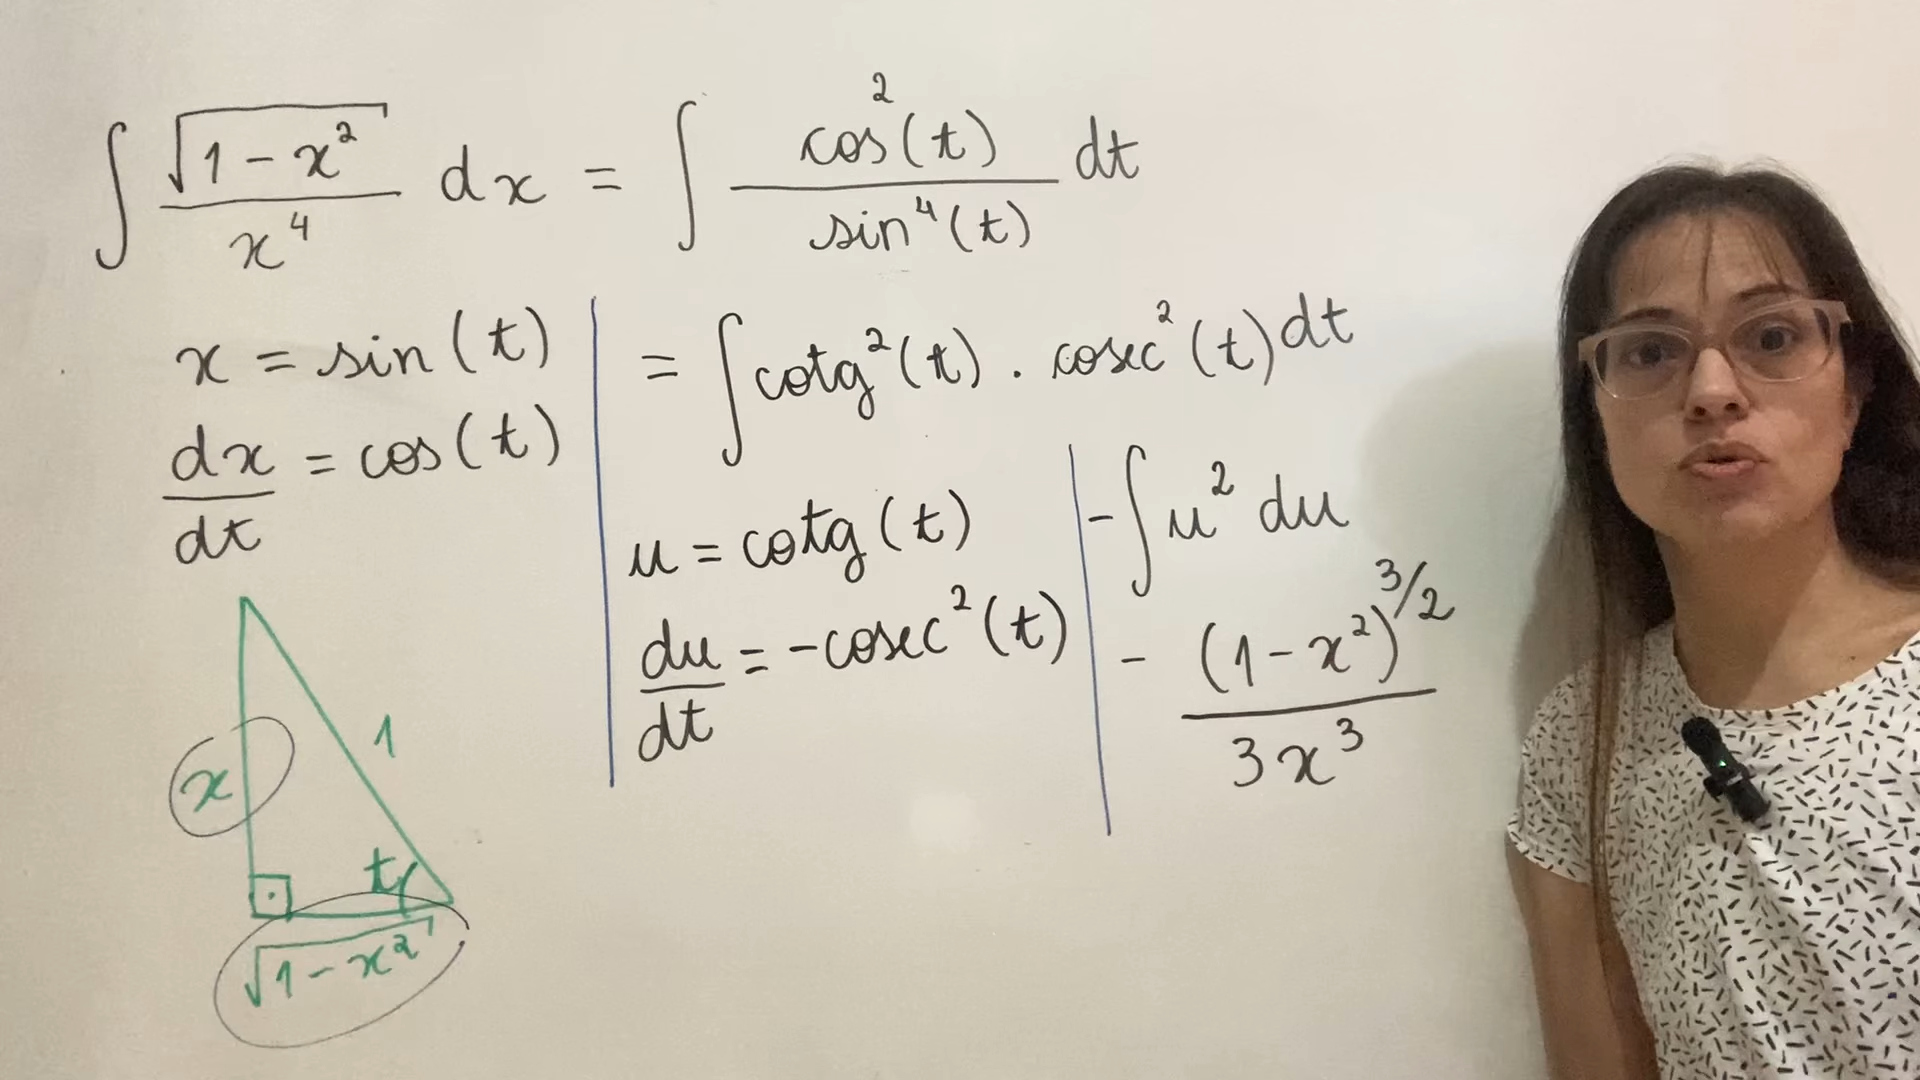 ∫ √(1-x²) / x⁴ dx = ∫ cos²(t) / sin⁴(t) dt
x = sin(t)
dx/dt = cos(t)
x
1
t
√(1-x²)
= ∫ cotg²(t) . cosec²(t) dt
u = cotg(t)
du/dt = -cosec²(t)
-∫ u² du
- (1-x²)^3/2 / 3x³